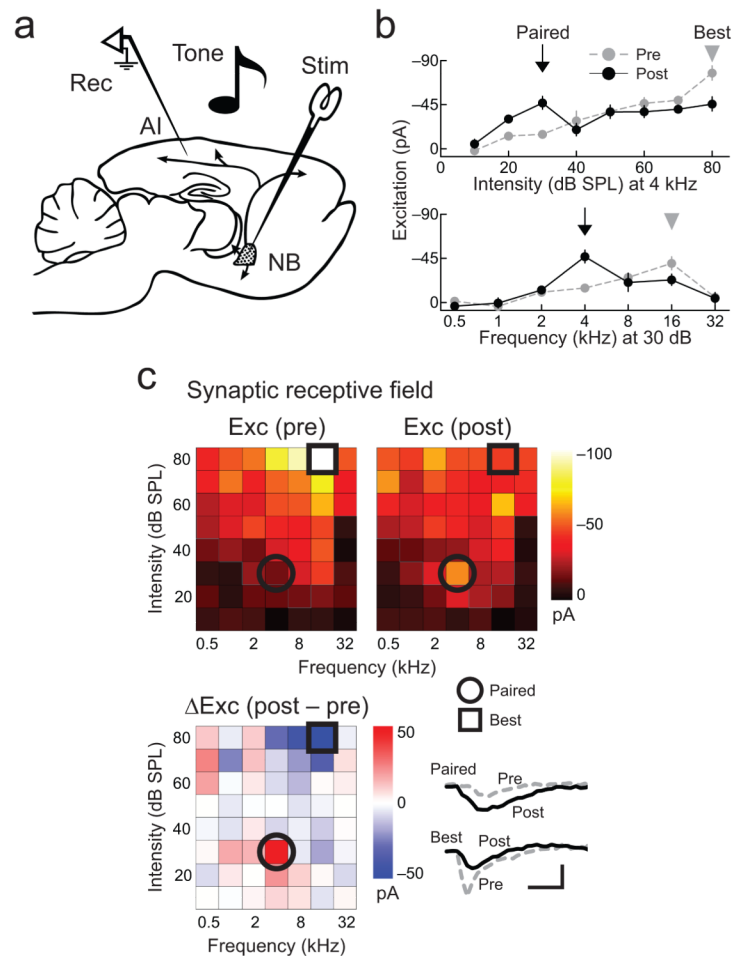 a
Rec
Tone
Stim
AI
NB
b
Paired
Best
Pre
Post
Excitation (pA)
−90
−45
0
0 20 40 60 80
Intensity (dB SPL) at 4 kHz
−90
−45
0
0.5 1 2 4 8 16 32
Frequency (kHz) at 30 dB
c
Synaptic receptive field
Exc (pre)
Exc (post)
Intensity (dB SPL)
80
60
40
20
0.5 2 8 32
0.5 2 8 32
Frequency (kHz)
−100
−50
0
pA
ΔExc (post – pre)
Intensity (dB SPL)
80
60
40
20
0.5 2 8 32
Frequency (kHz)
50
0
−50
pA
Paired
Best
Paired
Pre
Post
Best
Post
Pre